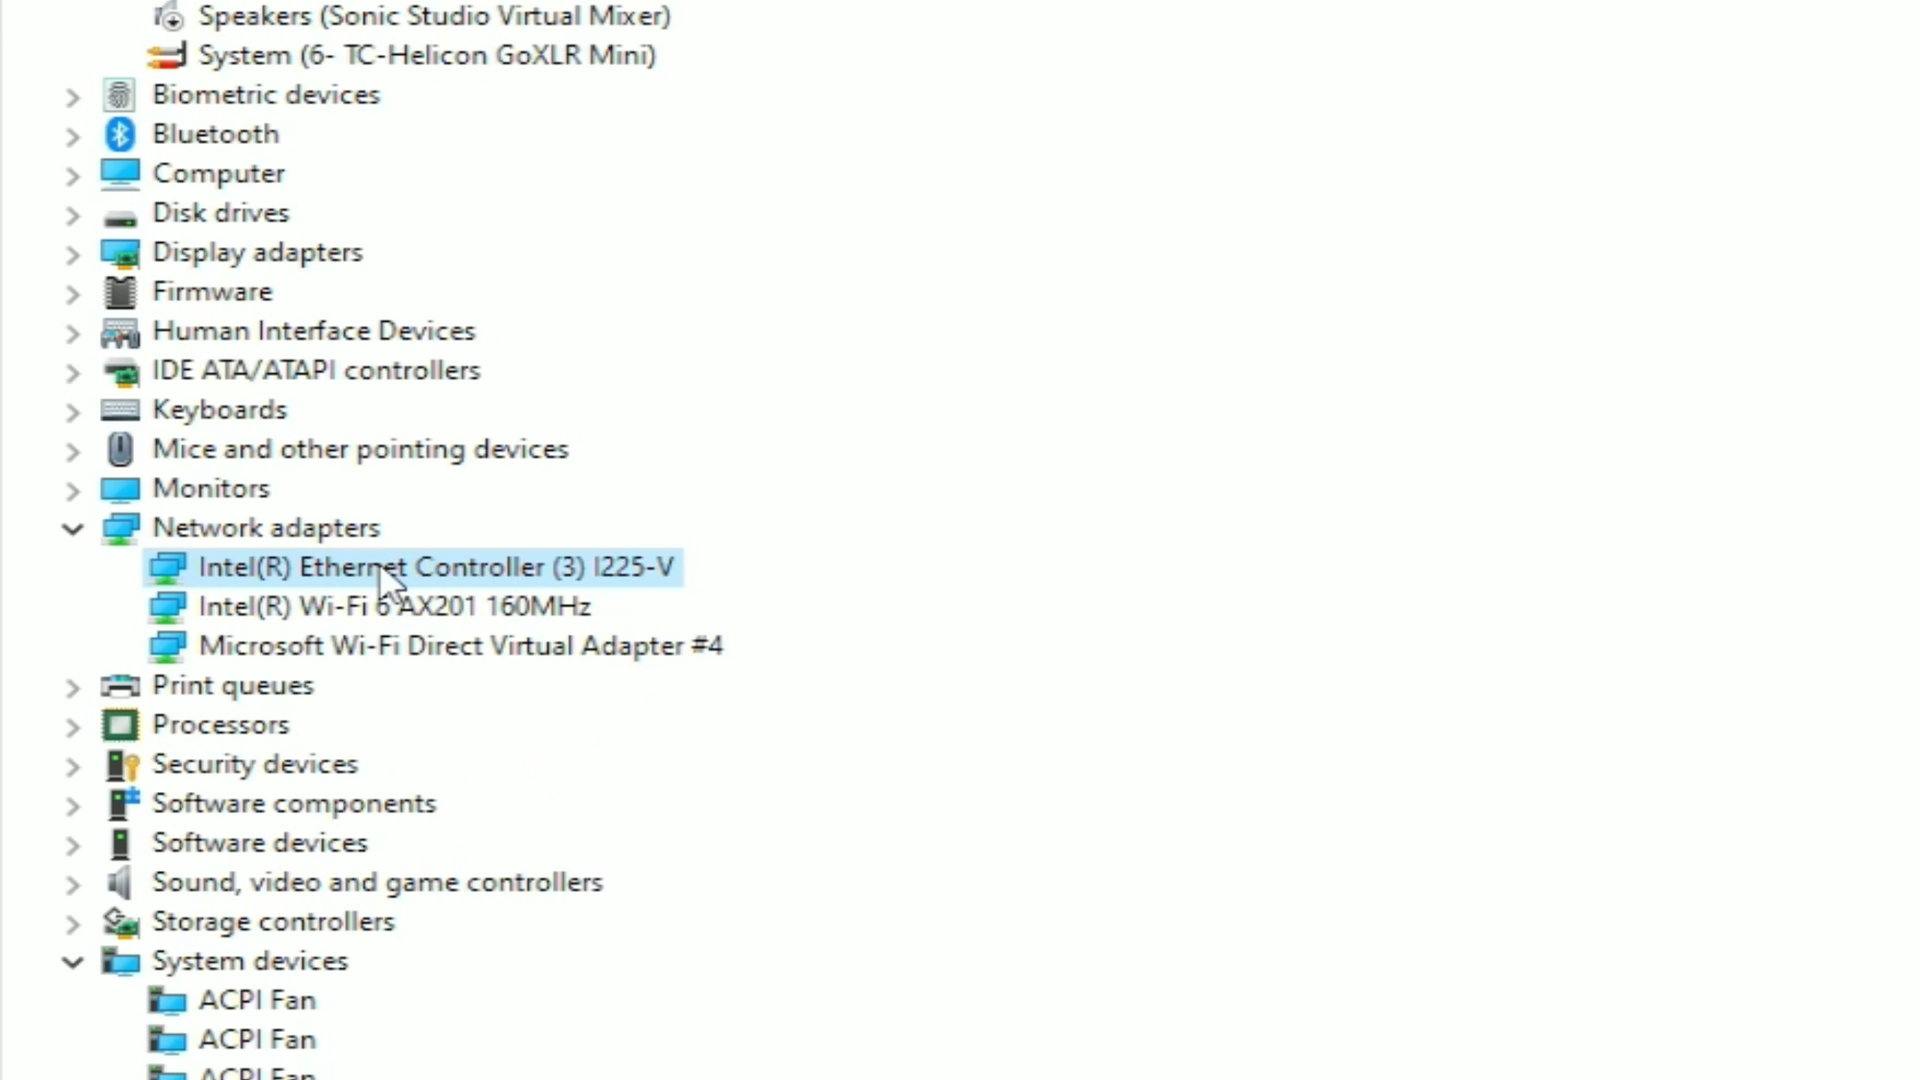 Speakers (Sonic Studio Virtual Mixer)
System (6- TC-Helicon GoXLR Mini)
Biometric devices
Bluetooth
Computer
Disk drives
Display adapters
Firmware
Human Interface Devices
IDE ATA/ATAPI controllers
Keyboards
Mice and other pointing devices
Monitors
Network adapters
Intel(R) Ethernet Controller (3) I225-V
Intel(R) Wi-Fi 6 AX201 160MHz
Microsoft Wi-Fi Direct Virtual Adapter #4
Print queues
Processors
Security devices
Software components
Software devices
Sound, video and game controllers
Storage controllers
System devices
ACPI Fan
ACPI Fan
ACPI Fan